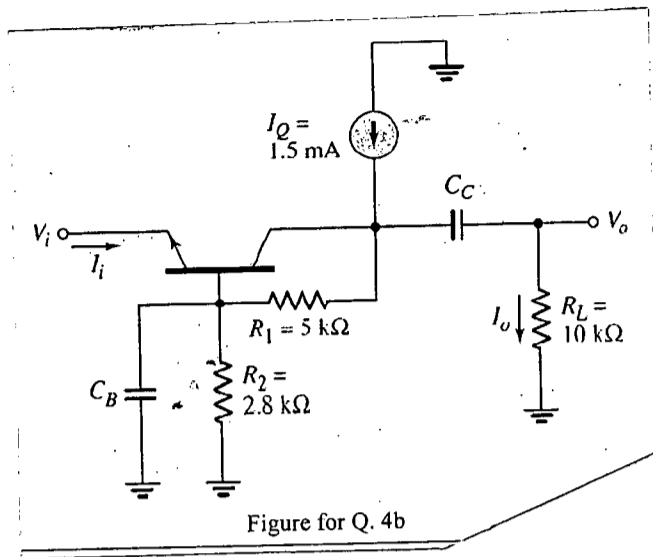 I_Q =
1.5 mA
C_C
V_i
V_o
I_i
R_1 = 5 kΩ
I_o
R_L =
10 kΩ
C_B
R_2 =
2.8 kΩ
Figure for Q. 4b